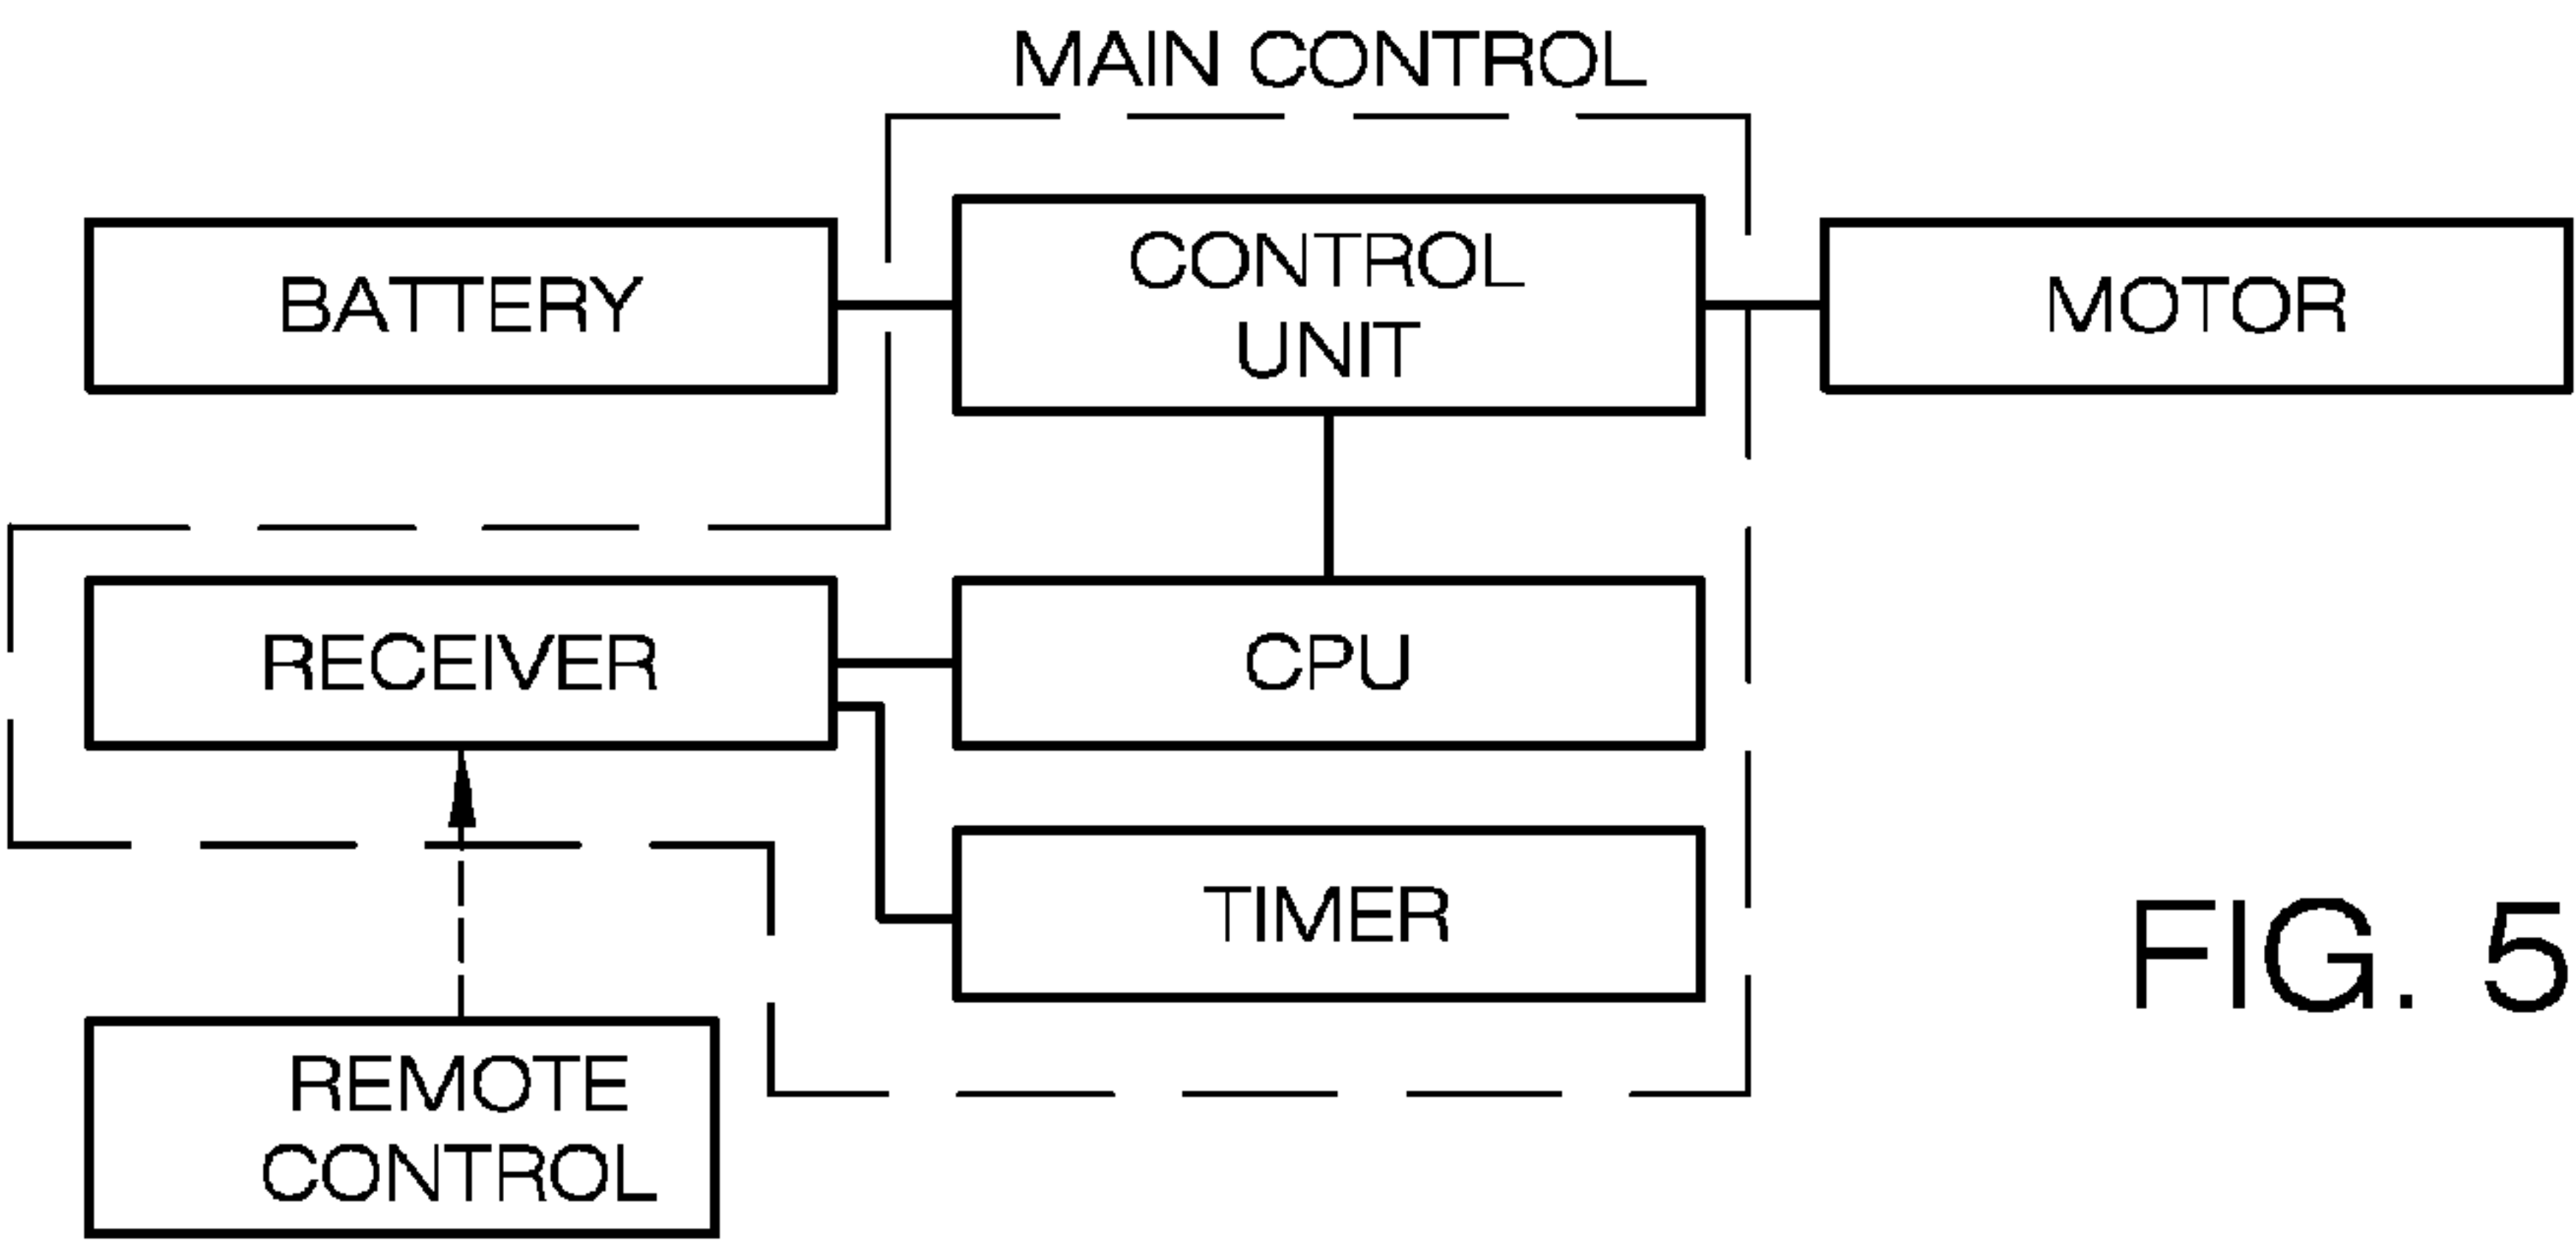 MAIN CONTROL
BATTERY
CONTROL
UNIT
MOTOR
RECEIVER
CPU
TIMER
REMOTE
CONTROL
FIG. 5